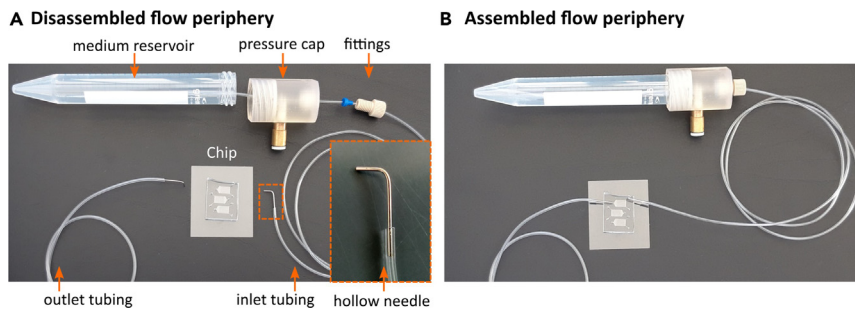 A Disassembled flow periphery
medium reservoir
pressure cap
fittings
Chip
outlet tubing
inlet tubing
hollow needle
B Assembled flow periphery